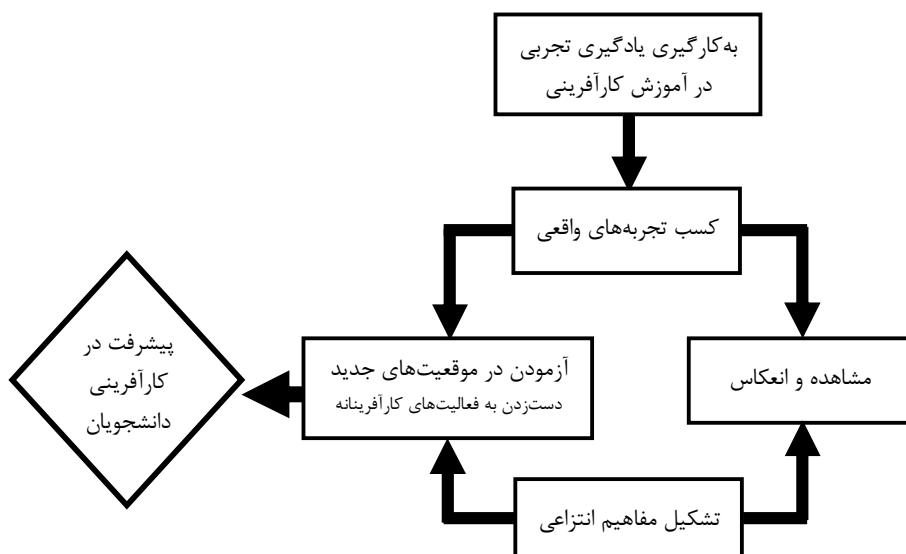 به‌کارگیری یادگیری تجربی
در آموزش کارآفرینی
کسب تجربه‌های واقعی
مشاهده و انعکاس
آزمودن در موقعیت‌های جدید
دست‌زدن به فعالیت‌های کارآفرینانه
پیشرفت در
کارآفرینی
دانشجویان
تشکیل مفاهیم انتزاعی